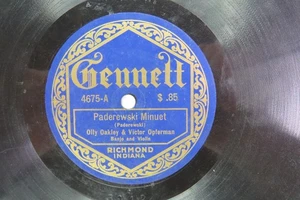 Gennett
4675-A $.85
Paderewski Minuet
(Paderewski)
Olly Oakley & Victor Opferman
Banjo and Violin
RICHMOND
INDIANA